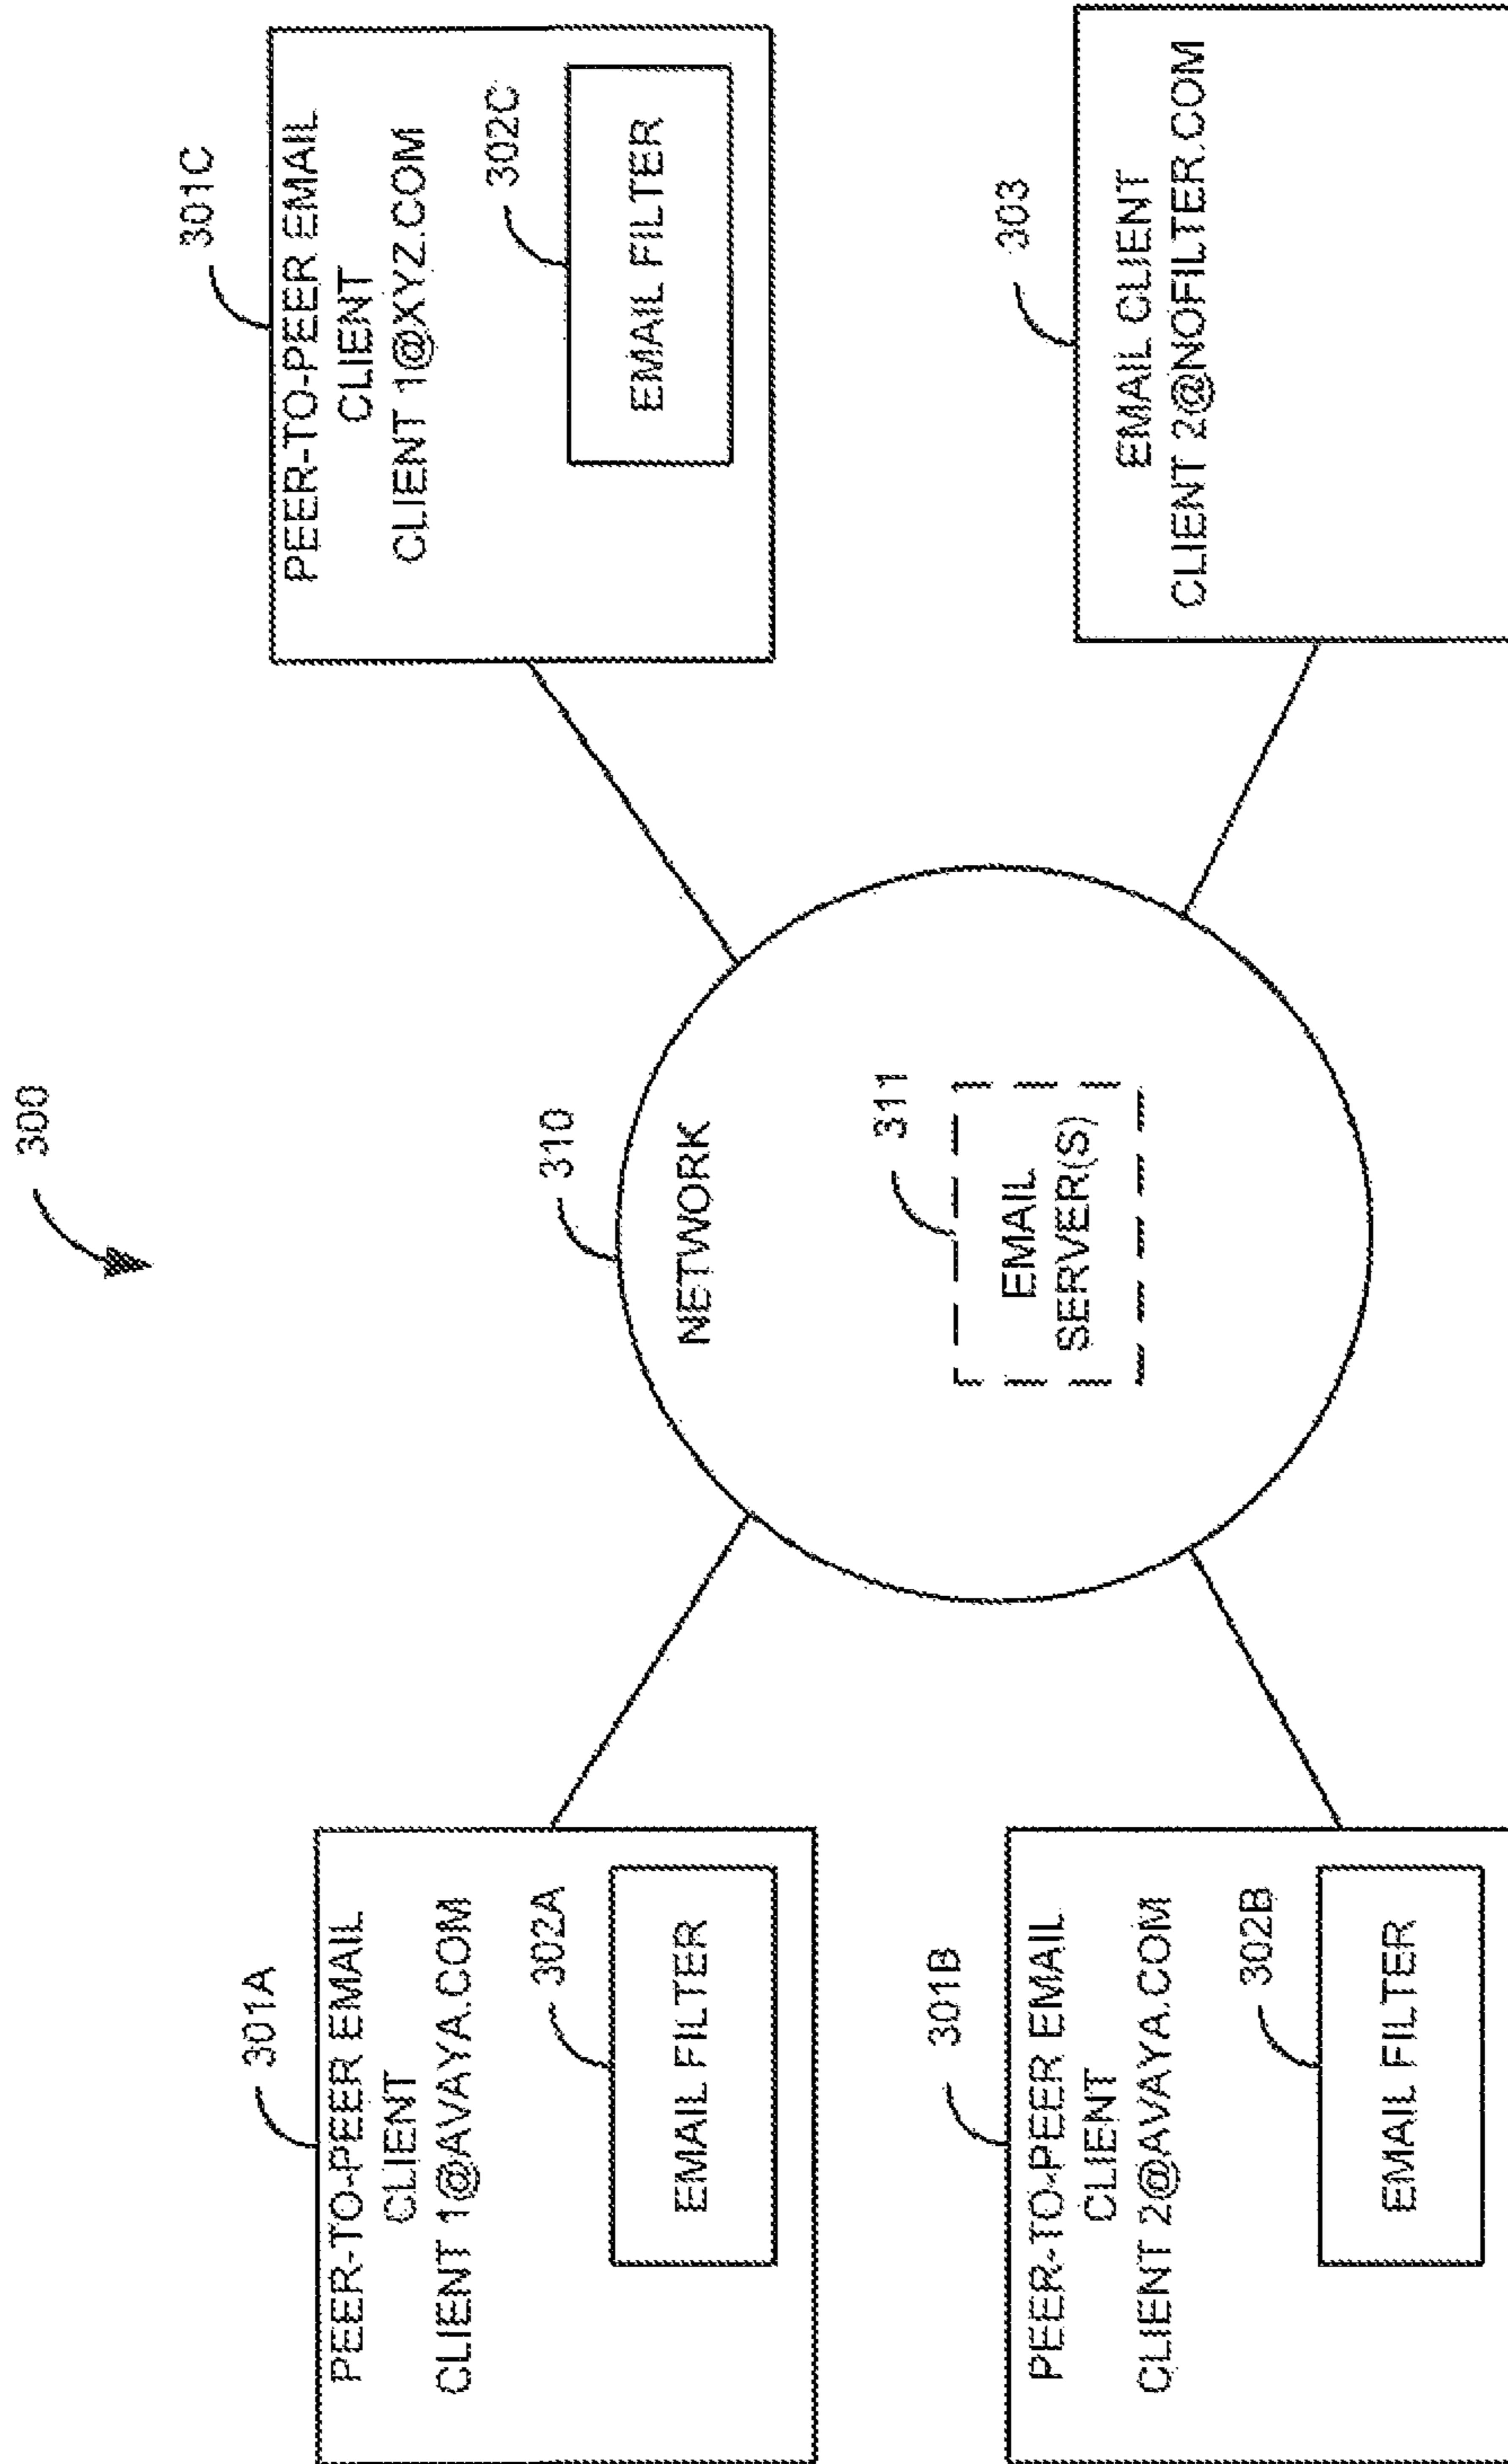 300
301A
PEER-TO-PEER EMAIL
CLIENT
CLIENT 1@AVAYA.COM
302A
EMAIL FILTER
301B
PEER-TO-PEER EMAIL
CLIENT
CLIENT 2@AVAYA.COM
302B
EMAIL FILTER
310
NETWORK
311
EMAIL
SERVER(S)
301C
PEER-TO-PEER EMAIL
CLIENT
CLIENT 1@XYZ.COM
302C
EMAIL FILTER
303
EMAIL CLIENT
CLIENT 2@NOFILTER.COM